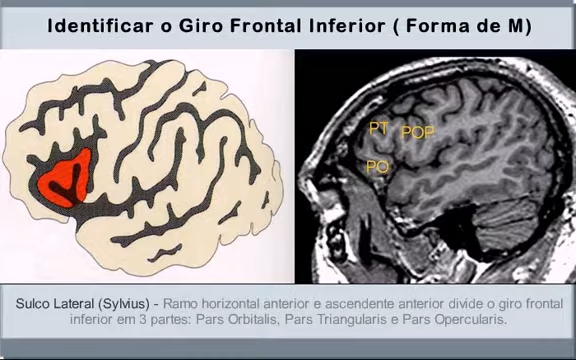 Identificar o Giro Frontal Inferior ( Forma de M)
PT
POP
PO
Sulco Lateral (Sylvius) - Ramo horizontal anterior e ascendente anterior divide o giro frontal
inferior em 3 partes: Pars Orbitalis, Pars Triangularis e Pars Opercularis.